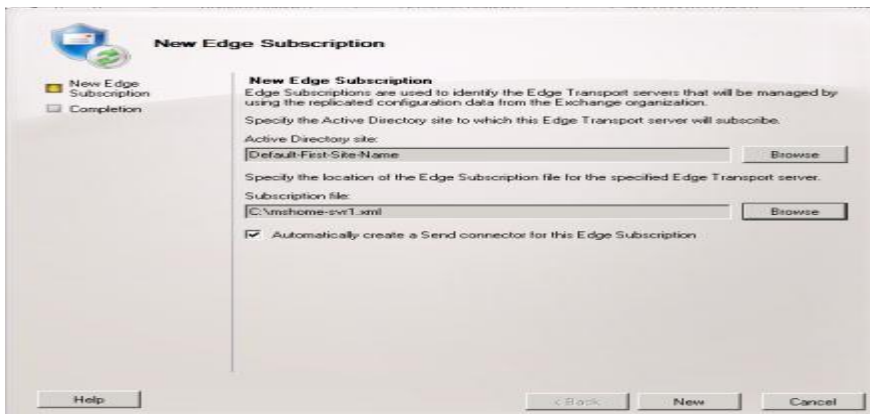 New Edge Subscription
New Edge
Subscription
Completion
New Edge Subscription
Edge Subscriptions are used to identify the Edge Transport servers that will be managed by
using the replicated configuration data from the Exchange organization.
Specify the Active Directory site to which this Edge Transport server will subscribe.
Active Directory site:
Default-First-Site-Name
Browse
Specify the location of the Edge Subscription file for the specified Edge Transport server.
Subscription file:
C:\mshome-svr1.xml
Browse
Automatically create a Send connector for this Edge Subscription
Help
< Back
New
Cancel